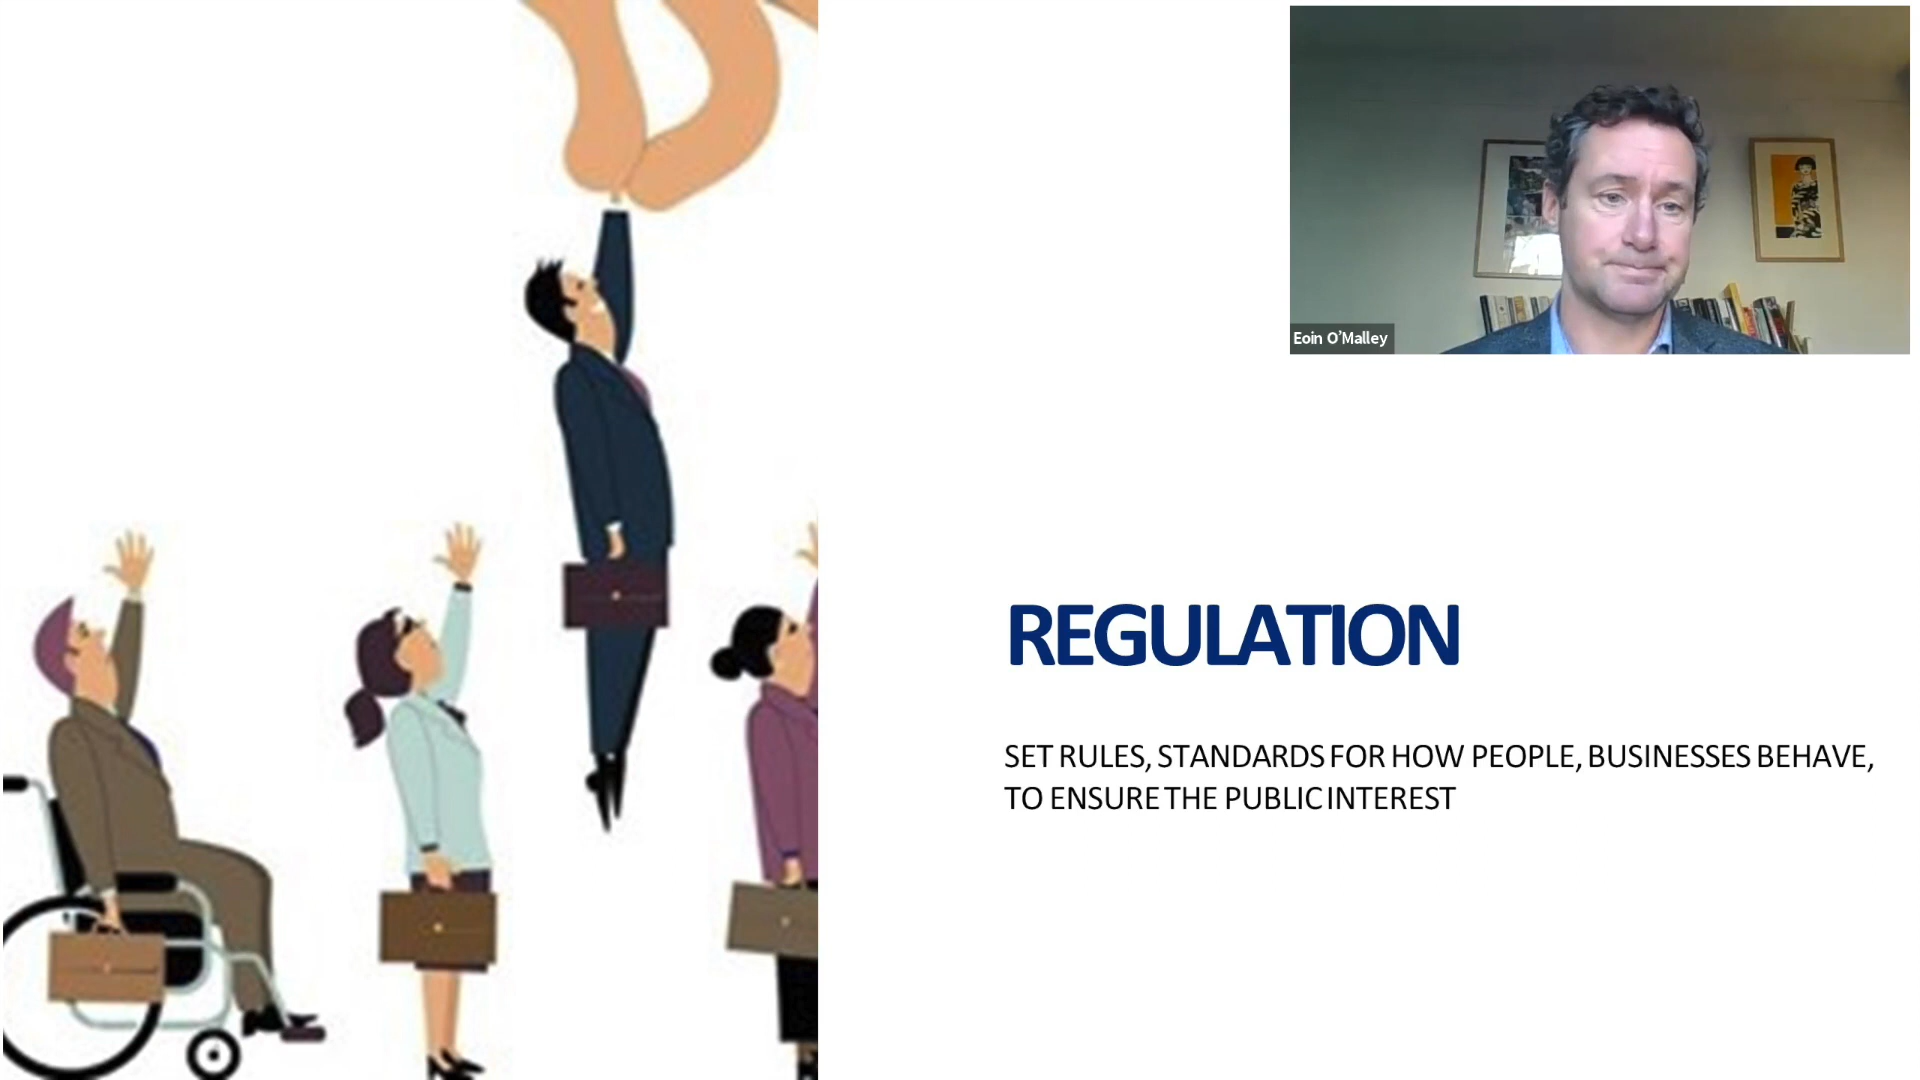 Eoin O'Malley
REGULATION
SET RULES, STANDARDS FOR HOW PEOPLE, BUSINESSES BEHAVE,
TO ENSURE THE PUBLIC INTEREST